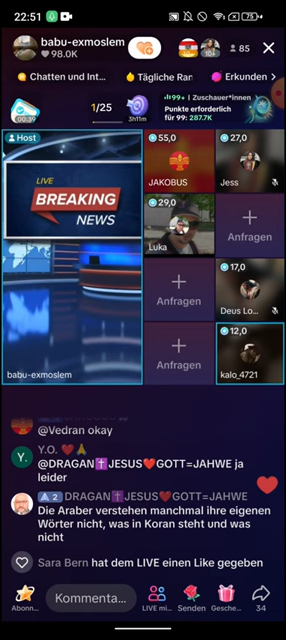 22:51
75
babu-exmoslem
98.0K
85
Chatten und Int...
Tägliche Ran
Erkunden
00:39
1/25
3h11m
99+ | Zuschauer*innen
Punkte erforderlich
für 99: 287.7K
Host
LIVE
BREAKING
NEWS
babu-exmoslem
55,0
JAKOBUS
27,0
Jess
29,0
Luka
Anfragen
Anfragen
17,0
Deus Lo...
Anfragen
12,0
kalo_4721
@Vedran okay
Y.
Y.O. ❤️🙏
@DRAGAN✝️JESUS❤️GOTT=JAHWE ja
leider
2 DRAGAN✝️JESUS❤️GOTT=JAHWE
Die Araber verstehen manchmal ihre eigenen
Wörter nicht, was in Koran steht und was
nicht
Sara Bern hat dem LIVE einen Like gegeben
Abonn...
Kommenta...
LIVE mi...
Senden
Gesche...
34